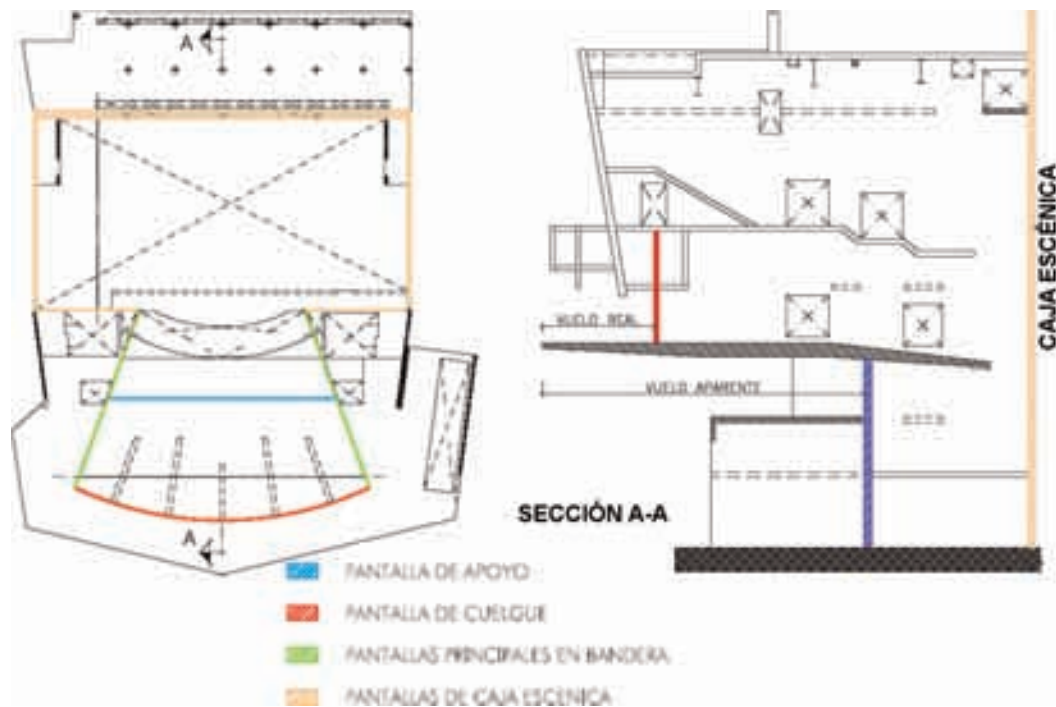 A
VUELO REAL
VUELO APARENTE
CAJA ESCÉNICA
SECCIÓN A-A
A
PANTALLA DE APOYO
PANTALLA DE CUELGUE
PANTALLAS PRINCIPALES EN BANDERA
PANTALLAS DE CAJA ESCÉNICA